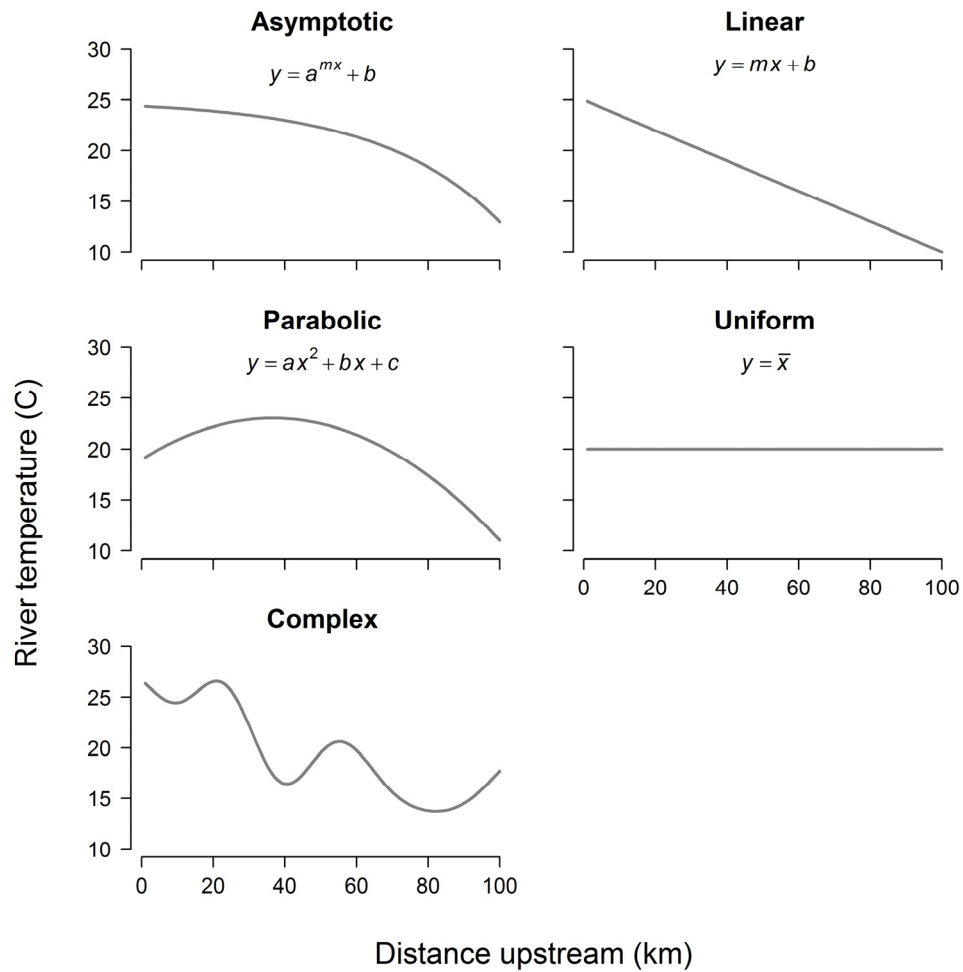 Asymptotic
y = a^{mx} + b
30
25
20
15
10
Linear
y = mx + b
Parabolic
y = ax² + bx + c
30
25
20
15
10
Uniform
y = x̅
0 20 40 60 80 100
Complex
30
25
20
15
10
0 20 40 60 80 100
River temperature (C)
Distance upstream (km)